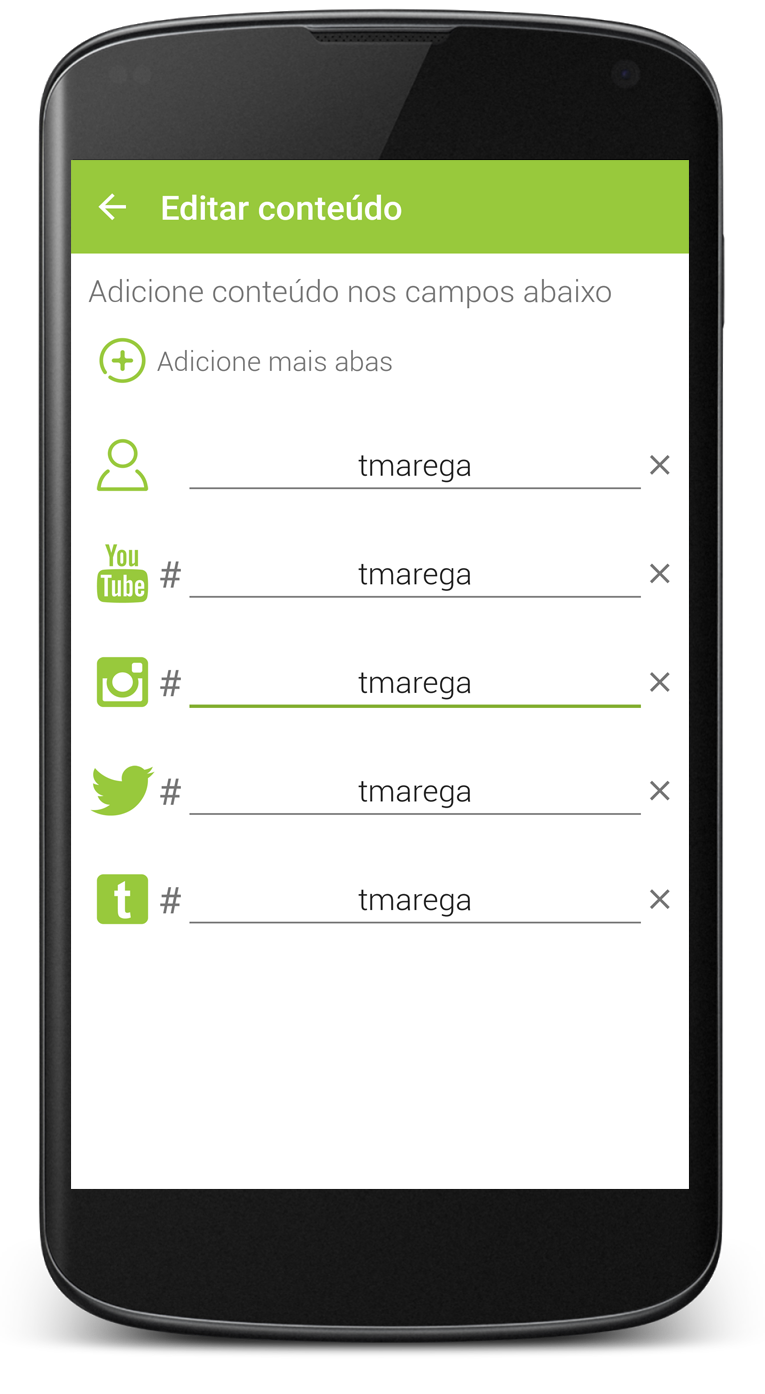 Editar conteúdo
Adicione conteúdo nos campos abaixo
Adicione mais abas
tmarega
You
Tube # tmarega
# tmarega
# tmarega
t # tmarega